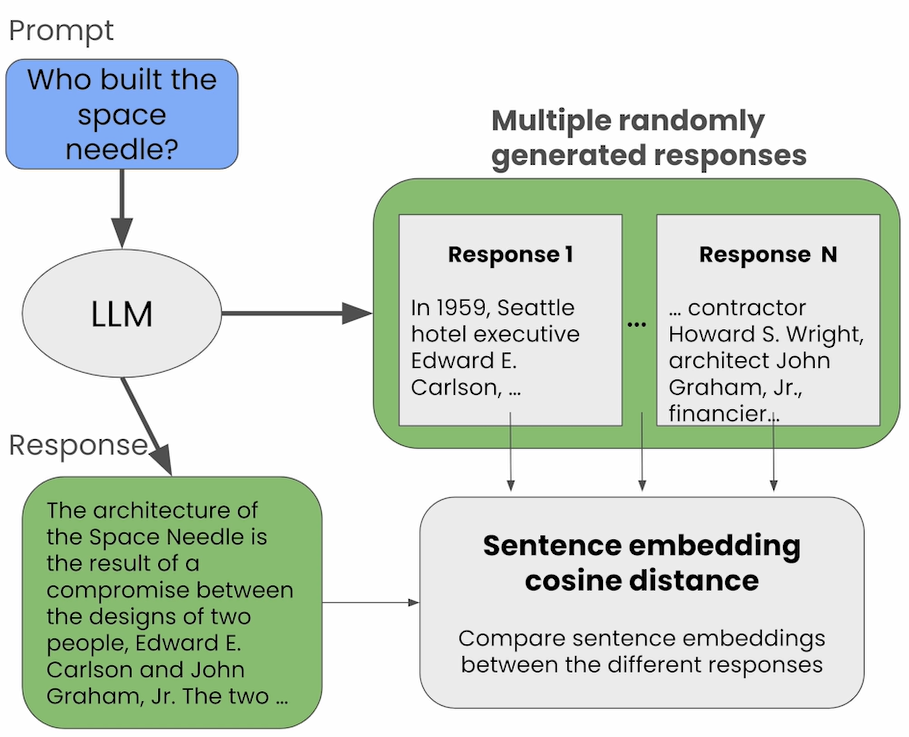 Prompt
Who built the
space
needle?
Multiple randomly
generated responses
LLM
Response 1
In 1959, Seattle
hotel executive
Edward E.
Carlson, ...
...
Response N
... contractor
Howard S. Wright,
architect John
Graham, Jr.,
financier...
Response
The architecture of
the Space Needle is
the result of a
compromise between
the designs of two
people, Edward E.
Carlson and John
Graham, Jr. The two ...
Sentence embedding
cosine distance
Compare sentence embeddings
between the different responses